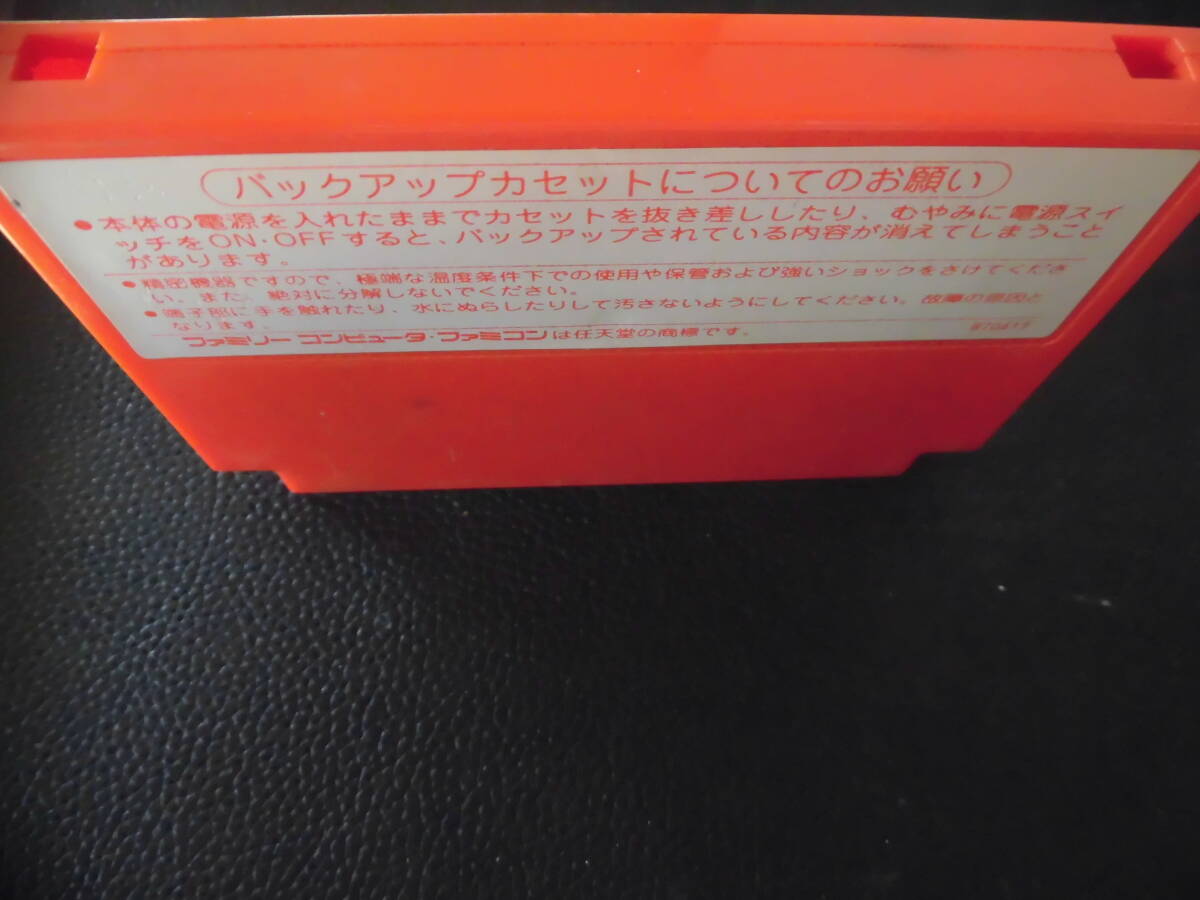 バックアップカセットについてのお願い
●本体の電源を入れたままでカセットを抜き差ししたり、むやみに電源スイ
ッチをON・OFFすると、バックアップされている内容が消えてしまうこと
があります。
●精密機器ですので、極端な温度条件下での使用や保管および強いショックをさけてくださ
い。また、絶対に分解しないでください。
●端子部に手を触れたり、水にぬらしたりして汚さないようにしてください。故障の原因と
なります。
ファミリー コンピュータ・ファミコンは任天堂の商標です。